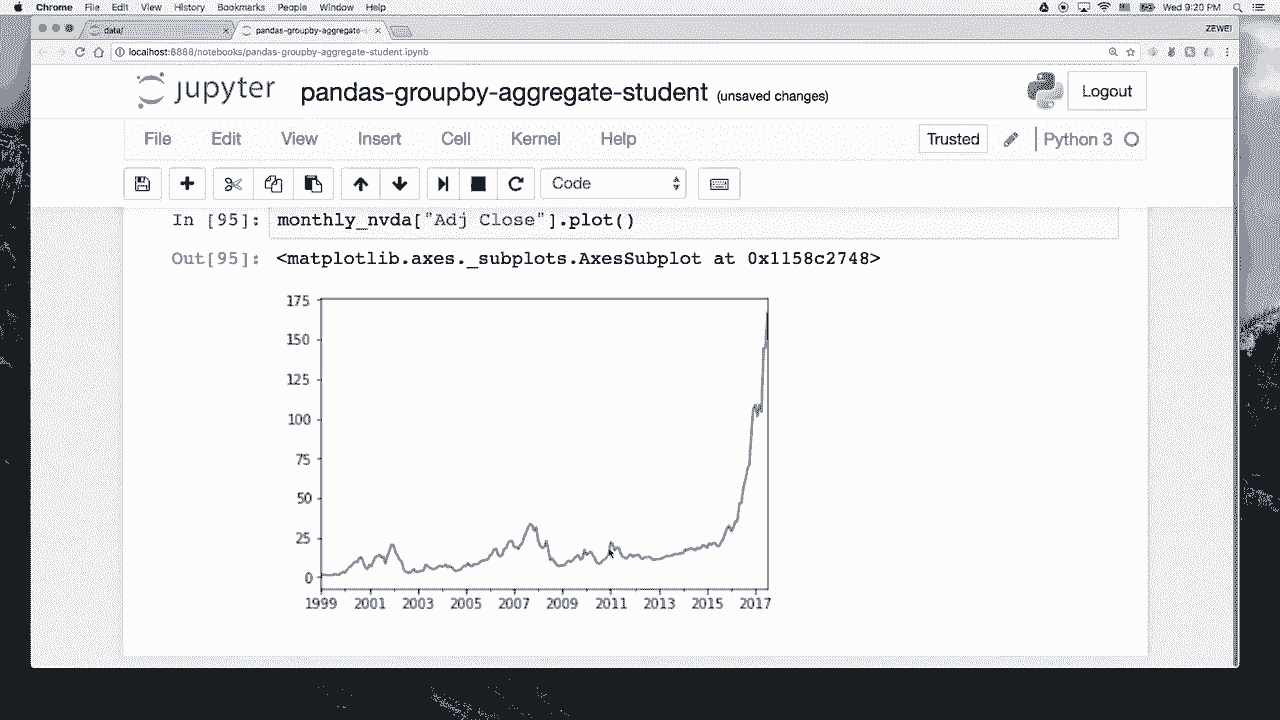 Chrome File Edit View History Bookmarks People Window Help Wed 9:20 PM
data/ pandas-groupby-aggregate- ZEWEI
localhost:8888/notebooks/pandas-groupby-aggregate-student.ipynb
jupyter pandas-groupby-aggregate-student (unsaved changes) Logout
File Edit View Insert Cell Kernel Help Trusted Python 3
Code
In [95]: monthly_nvda["Adj Close"].plot()
Out[95]: <matplotlib.axes._subplots.AxesSubplot at 0x1158c2748>
175
150
125
100
75
50
25
0
1999 2001 2003 2005 2007 2009 2011 2013 2015 2017